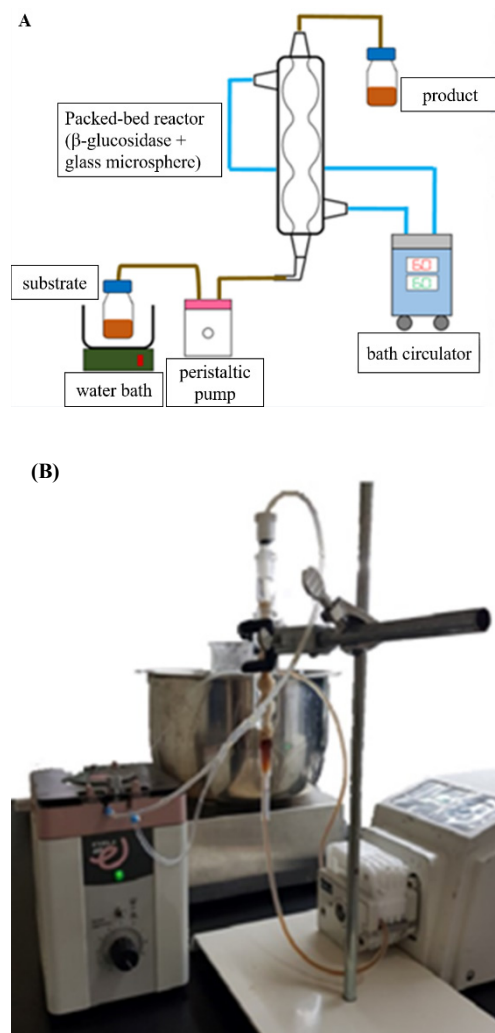 A
Packed-bed reactor
(β-glucosidase +
glass microsphere)
product
60
60
substrate
water bath
peristaltic
pump
bath circulator
(B)